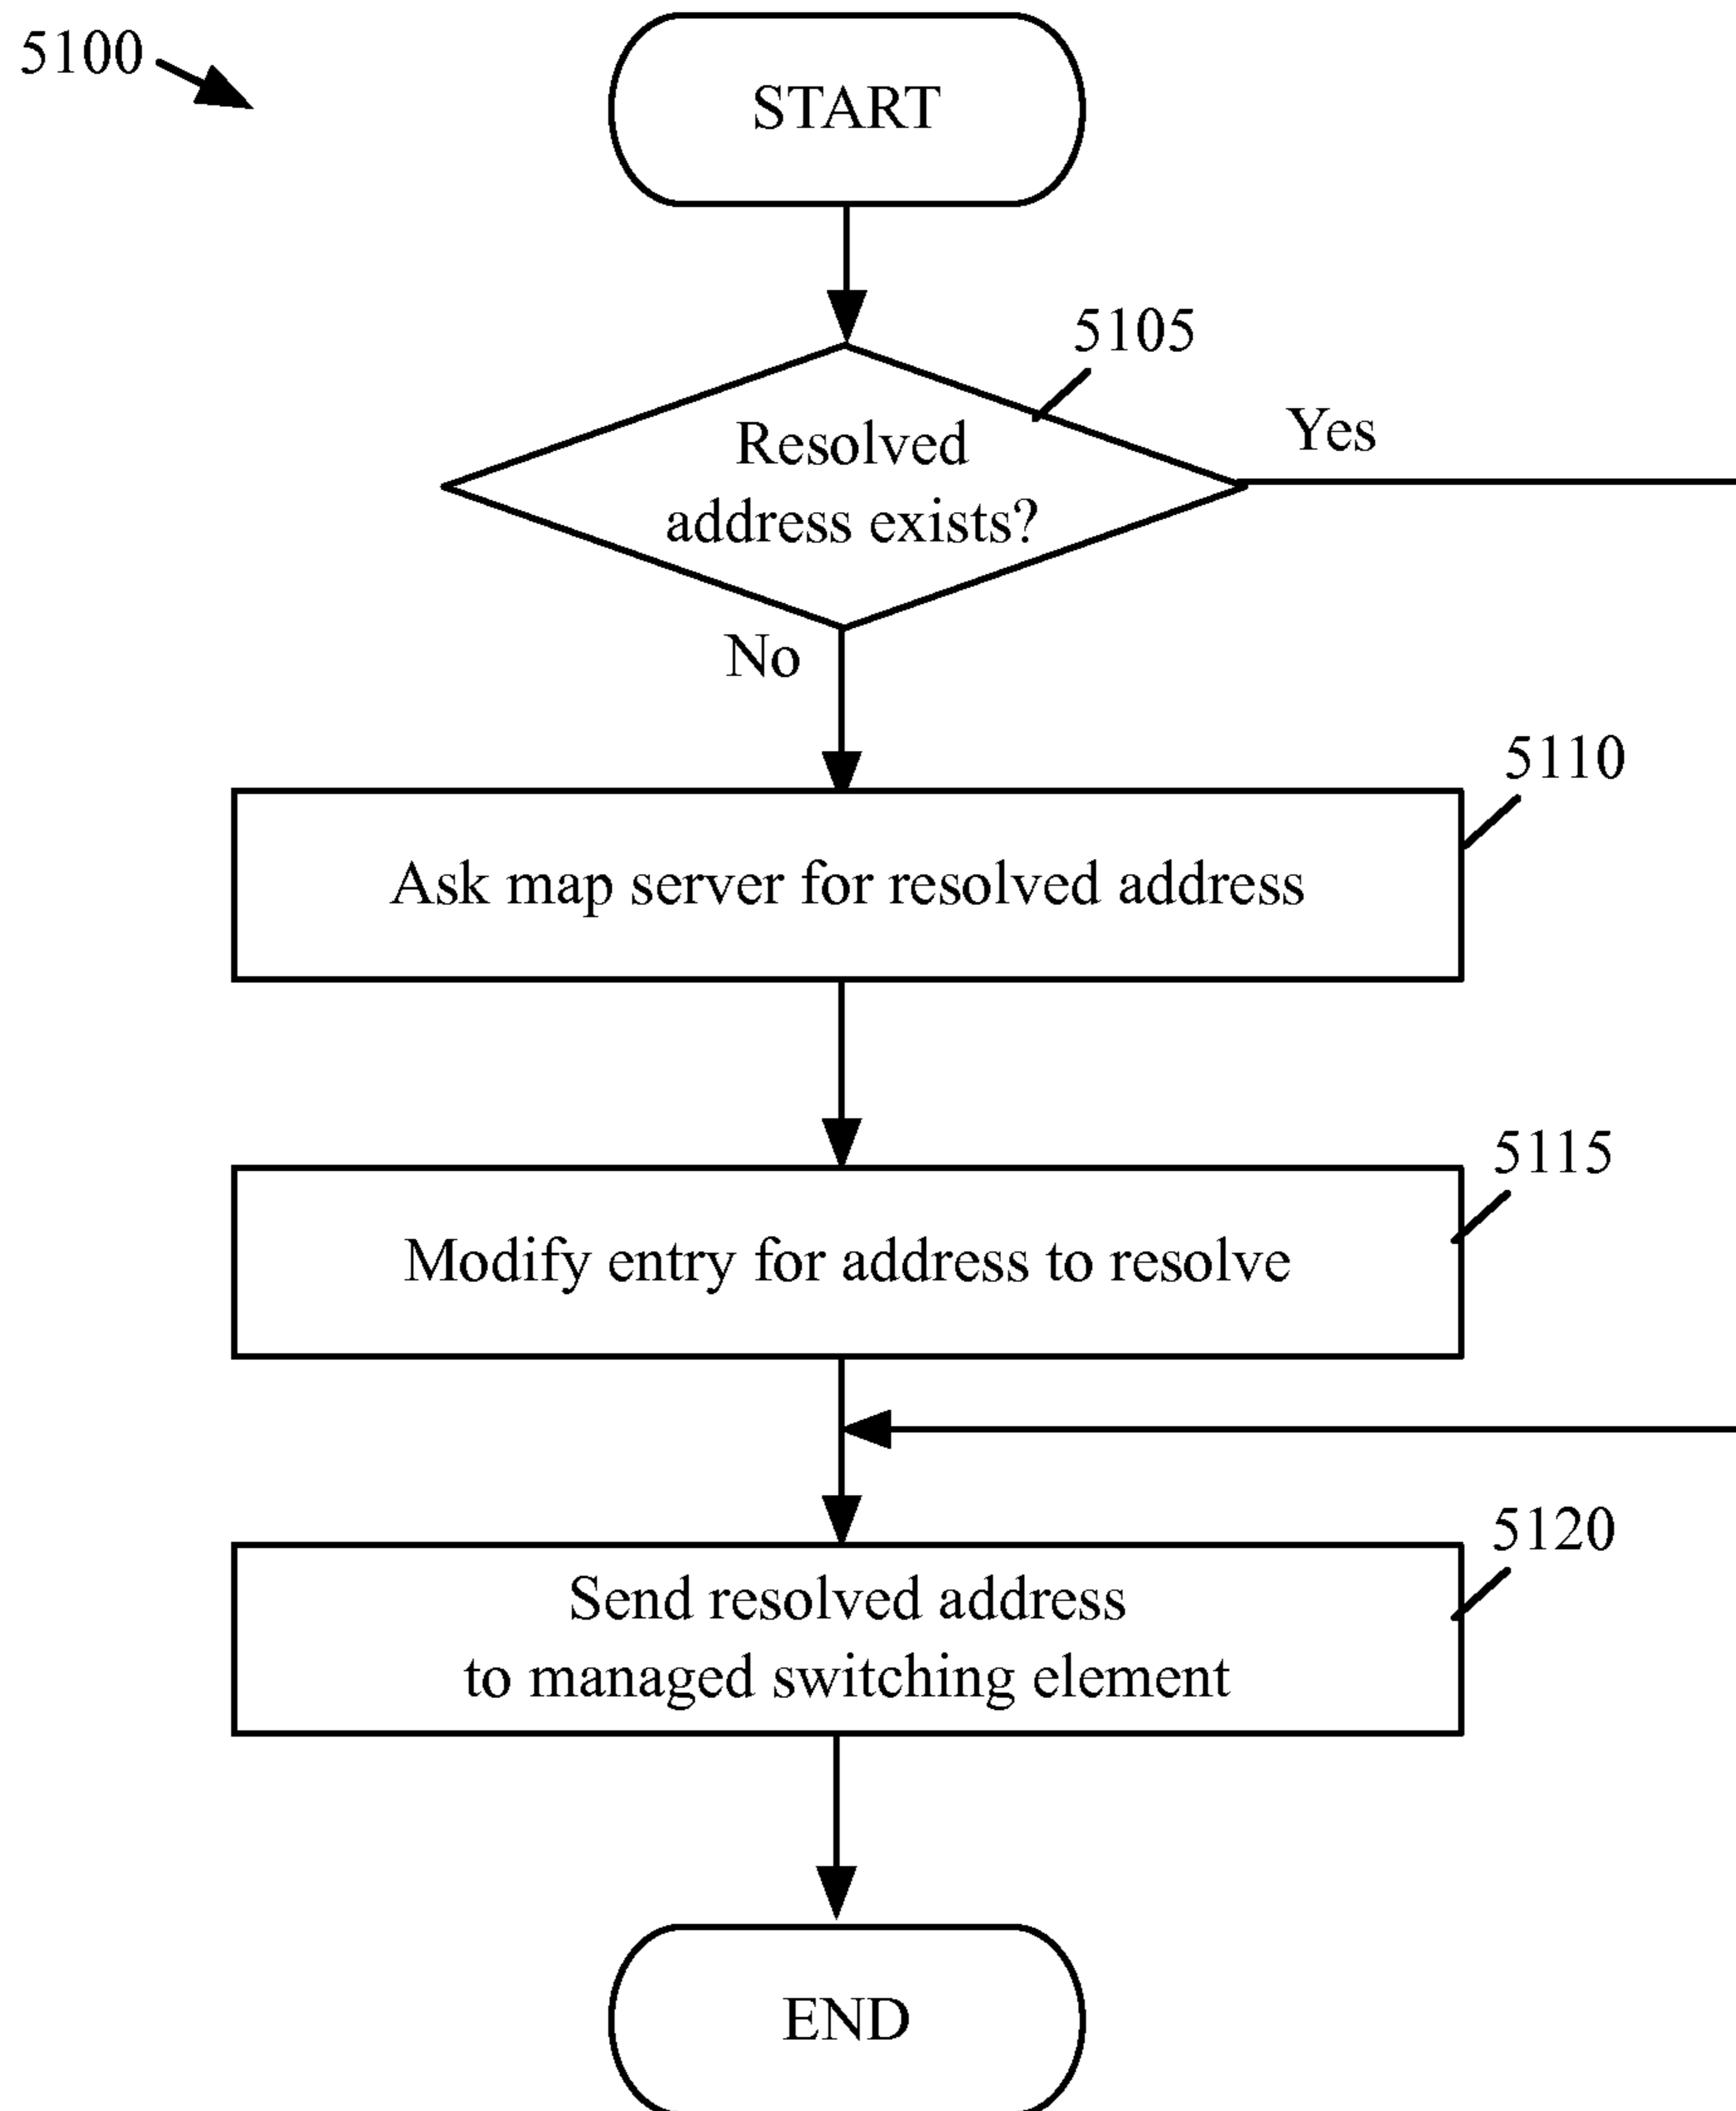 5100
START
5105
Resolved
address exists?
Yes
No
5110
Ask map server for resolved address
5115
Modify entry for address to resolve
5120
Send resolved address
to managed switching element
END